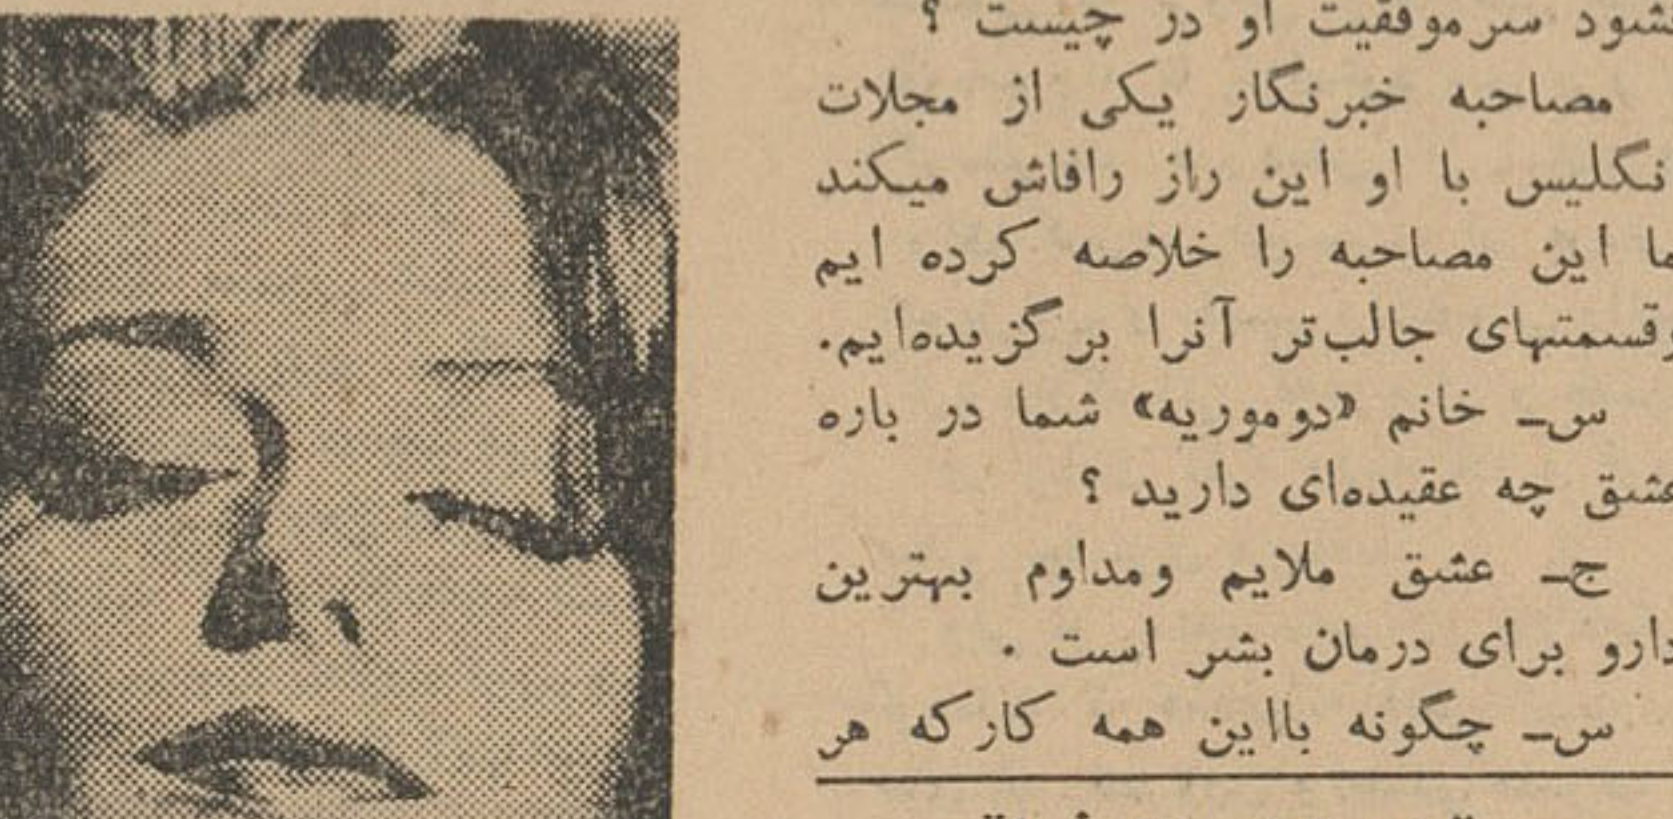 میشود سرموفقیت او در چیست ؟
مصاحبه خبرنگار یکی از مجلات
انگلیس با او این راز رافاش میکند
ما این مصاحبه را خلاصه کرده ایم
وقسمتهای جالب‌تر آنرا برگزیده‌ایم.
س‌ـ خانم «دوموریه» شما در باره
عشق چه عقیده‌ای دارید ؟
ج‌ـ عشق ملایم ومداوم بهترین
دارو برای درمان بشر است .
س‌ـ چگونه بااین همه کارکه هر